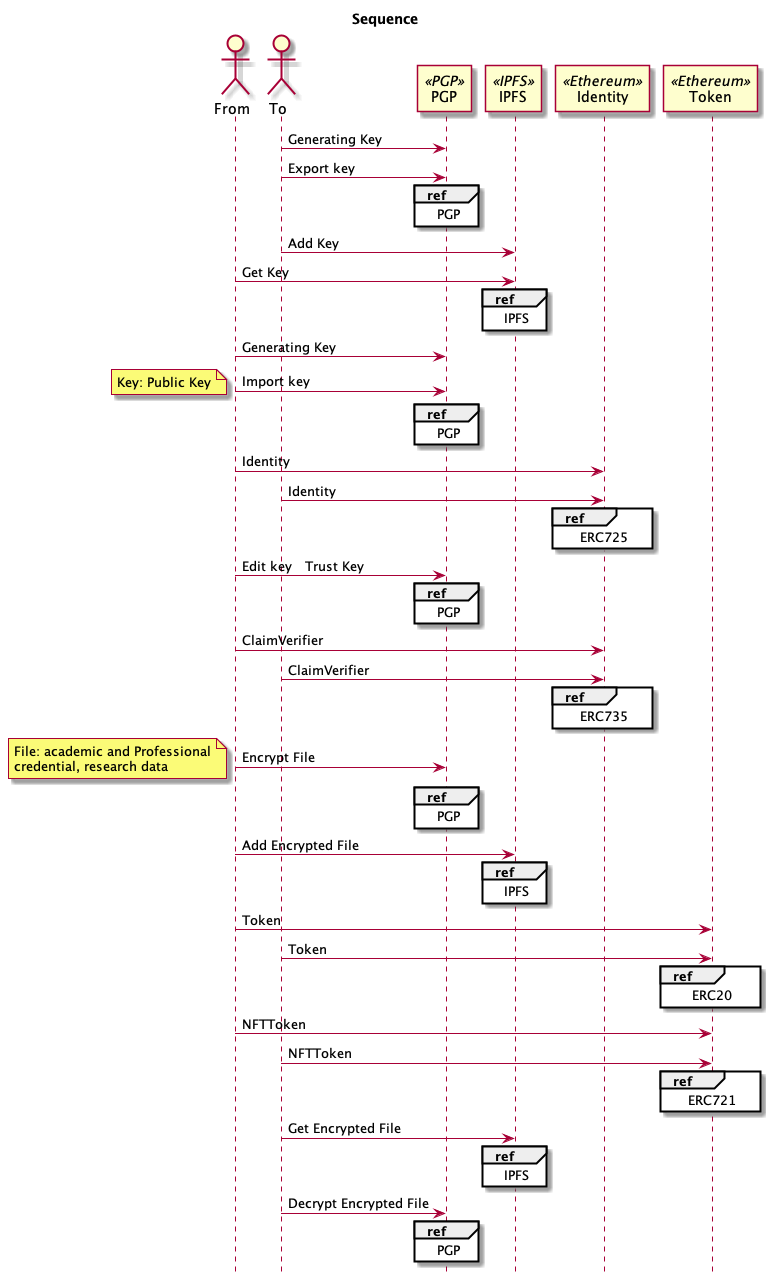 Sequence
From
To
«PGP»
PGP
«IPFS»
IPFS
«Ethereum»
Identity
«Ethereum»
Token
Generating Key
Export key
ref
PGP
Add Key
Get Key
ref
IPFS
Generating Key
Key: Public Key
Import key
ref
PGP
Identity
Identity
ref
ERC725
Edit key   Trust Key
ref
PGP
ClaimVerifier
ClaimVerifier
ref
ERC735
File: academic and Professional
credential, research data
Encrypt File
ref
PGP
Add Encrypted File
ref
IPFS
Token
Token
ref
ERC20
NFTToken
NFTToken
ref
ERC721
Get Encrypted File
ref
IPFS
Decrypt Encrypted File
ref
PGP